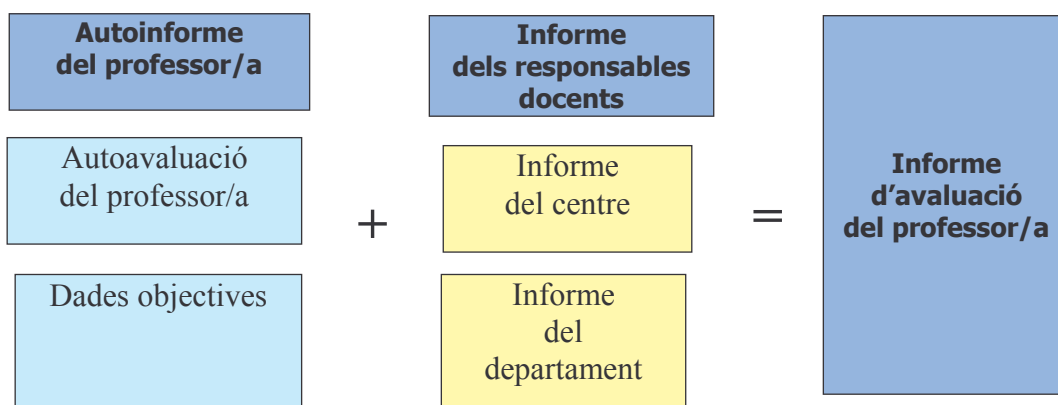 Autoinforme
del professor/a
Autoavaluació
del professor/a
Dades objectives
+
Informe
dels responsables
docents
Informe
del centre
Informe
del
departament
=
Informe
d’avaluació
del professor/a